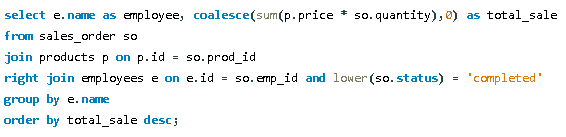 select e.name as employee, coalesce(sum(p.price * so.quantity),0) as total_sale
from sales_order so
join products p on p.id = so.prod_id
right join employees e on e.id = so.emp_id and lower(so.status) = 'completed'
group by e.name
order by total_sale desc;